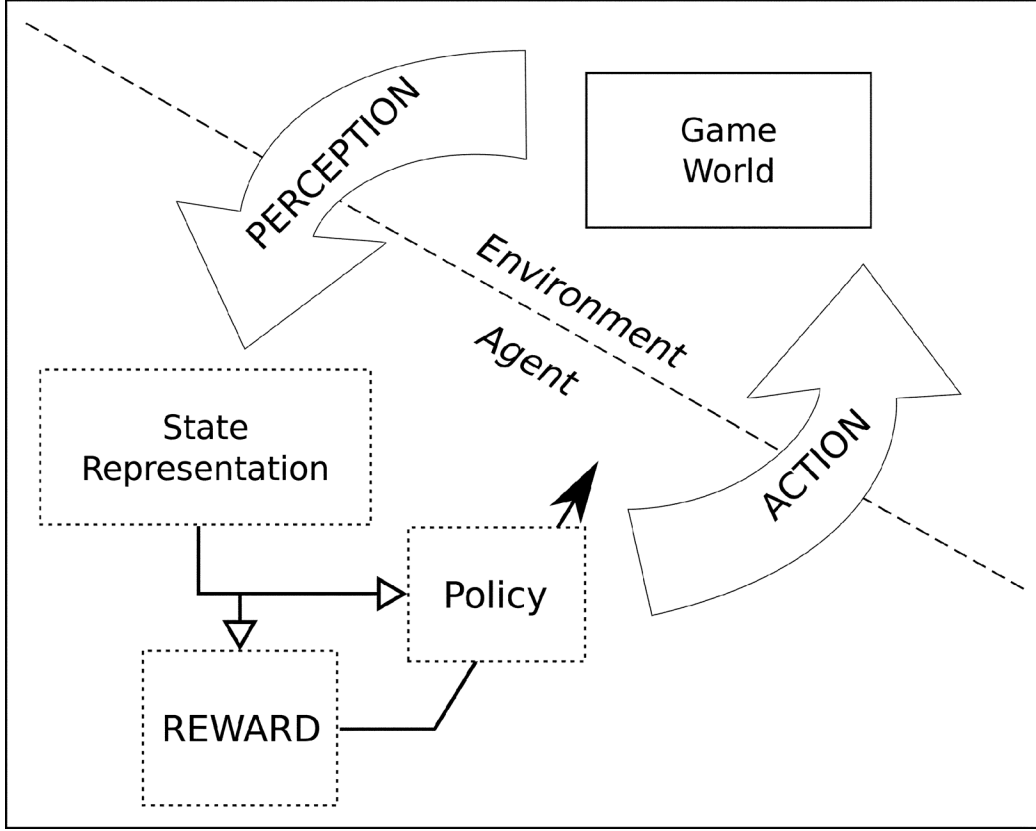 PERCEPTION
Game
World
Environment
Agent
State
Representation
ACTION
Policy
REWARD